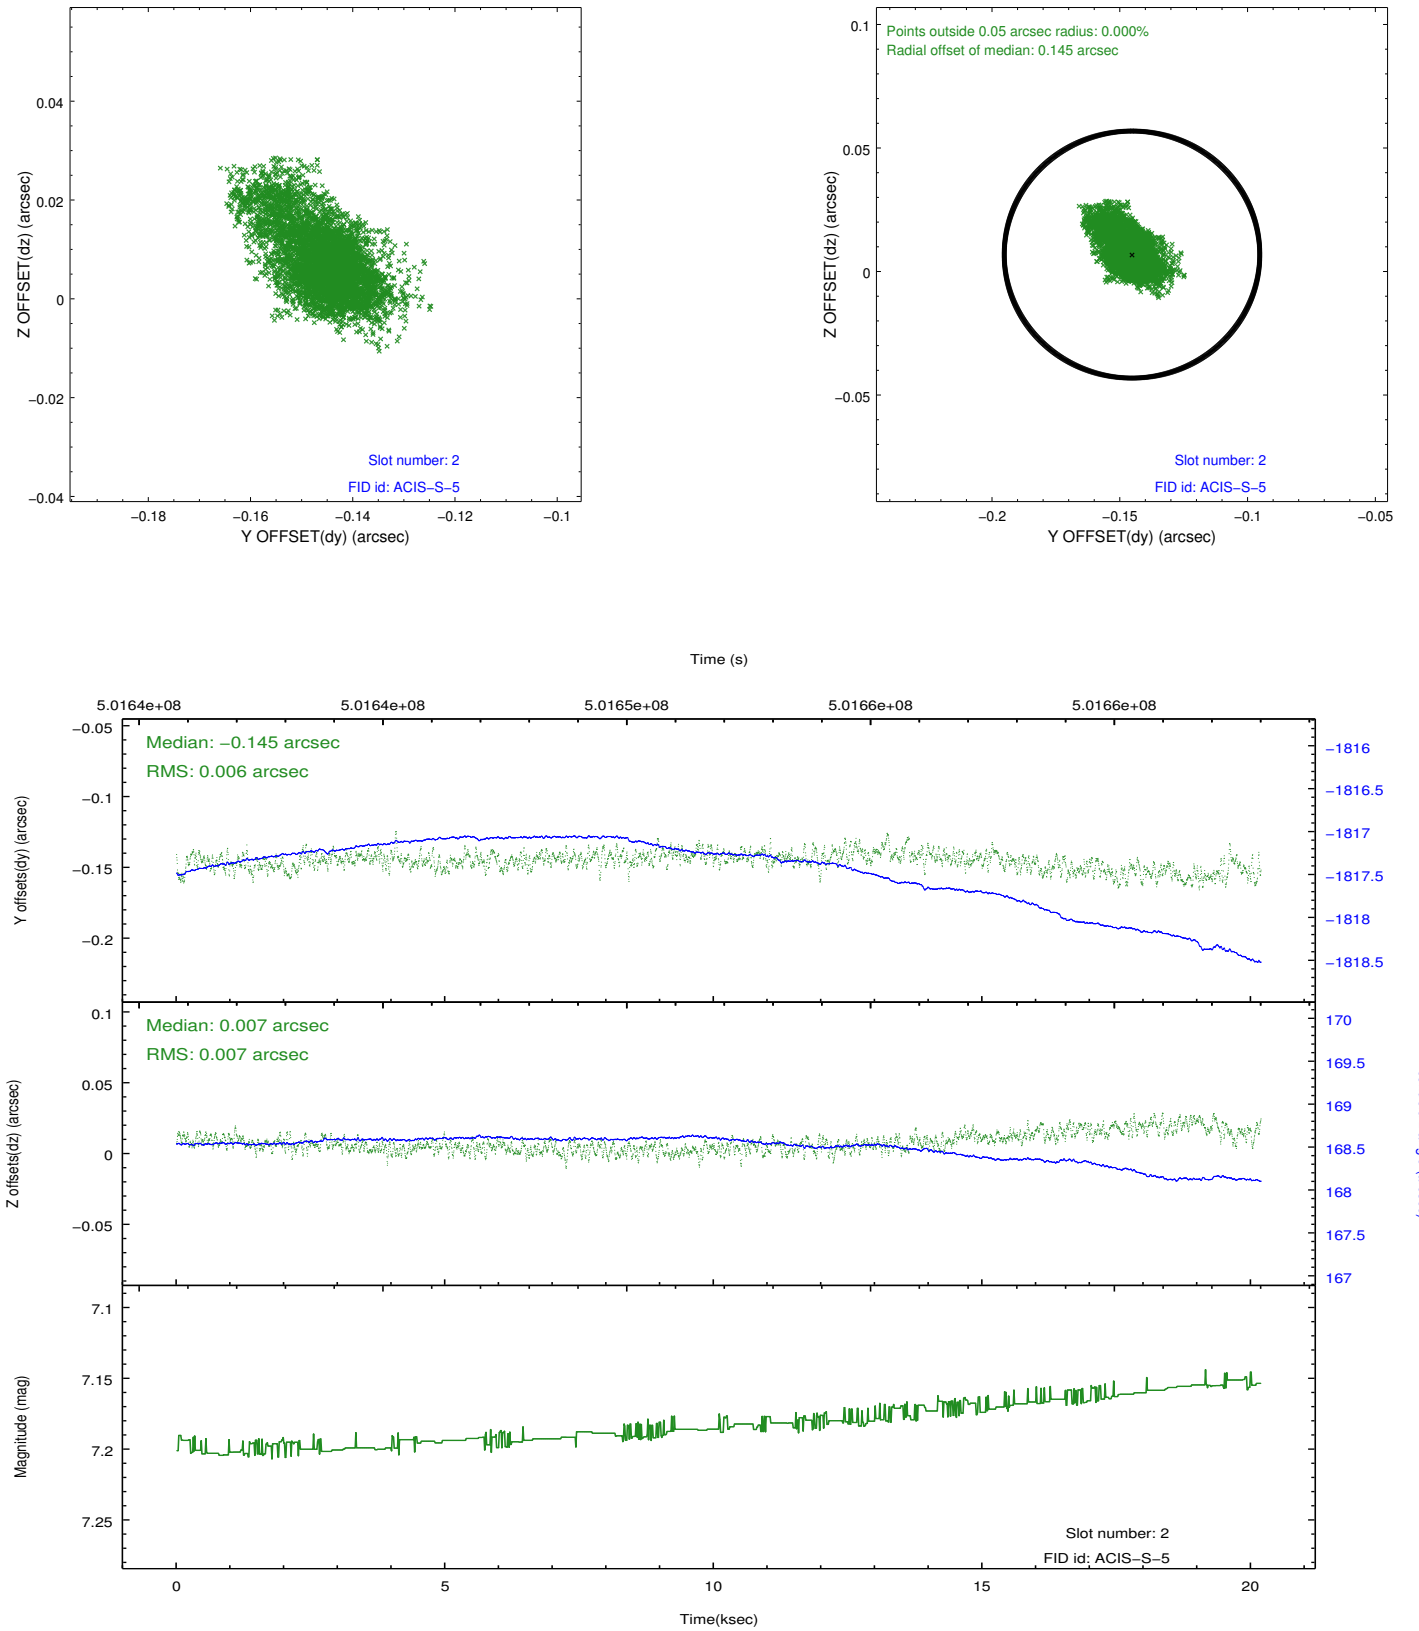 0.04
0.02
0
−0.02
−0.04
Z OFFSET(dz) (arcsec)
Slot number: 2
FID id: ACIS−S−5
−0.18 −0.16 −0.14 −0.12 −0.1
Y OFFSET(dy) (arcsec)
Points outside 0.05 arcsec radius: 0.000%
Radial offset of median: 0.145 arcsec
0.1
0.05
0
−0.05
Z OFFSET(dz) (arcsec)
Slot number: 2
FID id: ACIS−S−5
−0.2 −0.15 −0.1 −0.05
Y OFFSET(dy) (arcsec)
Time (s)
5.0164e+08 5.0164e+08 5.0165e+08 5.0166e+08 5.0166e+08
Median: −0.145 arcsec
RMS: 0.006 arcsec
−0.05
−0.1
−0.15
−0.2
Y offsets(dy) (arcsec)
−1816
−1816.5
−1817
−1817.5
−1818
−1818.5
Median: 0.007 arcsec
RMS: 0.007 arcsec
0.1
0.05
0
−0.05
Z offsets(dz) (arcsec)
170
169.5
169
168.5
168
167.5
167
7.1
7.15
7.2
7.25
Magnitude (mag)
Slot number: 2
FID id: ACIS−S−5
0 5 10 15 20
Time(ksec)